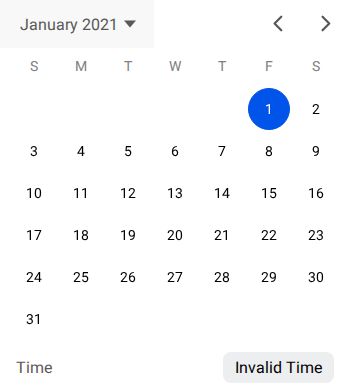 January 2021
S M T W T F S
1 2
3 4 5 6 7 8 9
10 11 12 13 14 15 16
17 18 19 20 21 22 23
24 25 26 27 28 29 30
31
Time Invalid Time